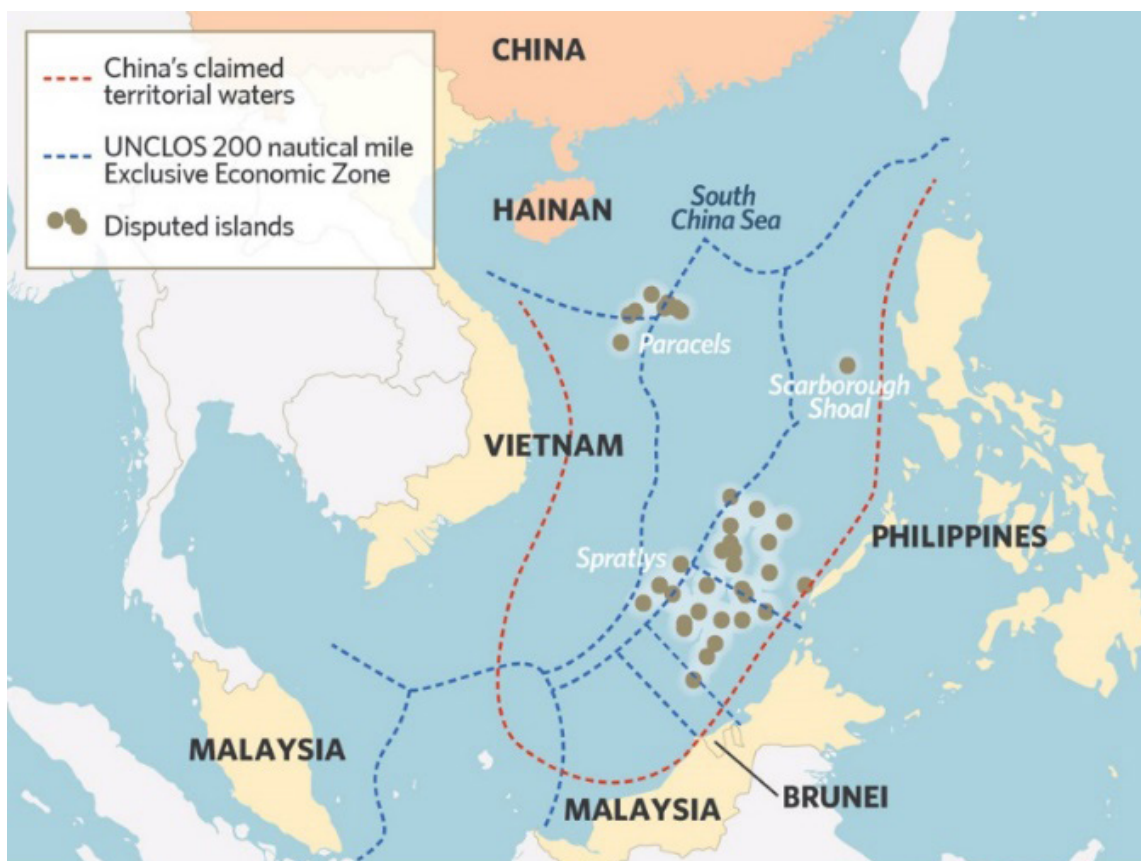 China's claimed
territorial waters
UNCLOS 200 nautical mile
Exclusive Economic Zone
Disputed islands
CHINA
HAINAN
South
China Sea
Paracels
Scarborough
Shoal
VIETNAM
Spratlys
PHILIPPINES
MALAYSIA
MALAYSIA
BRUNEI